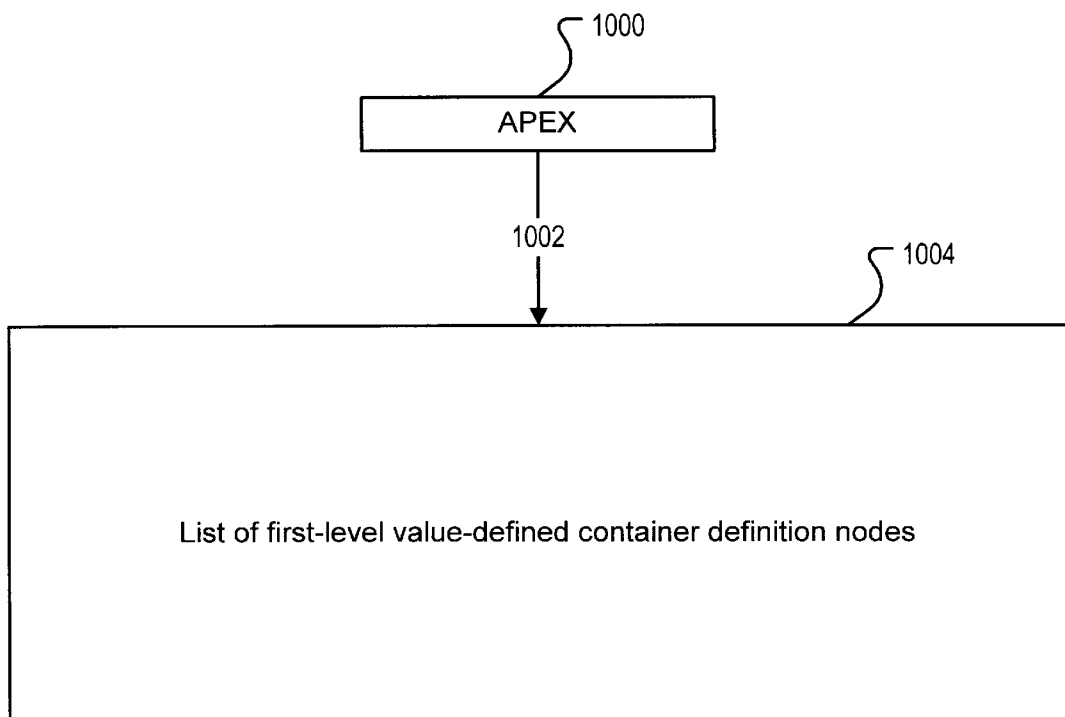 1000
APEX
1002
1004
List of first-level value-defined container definition nodes